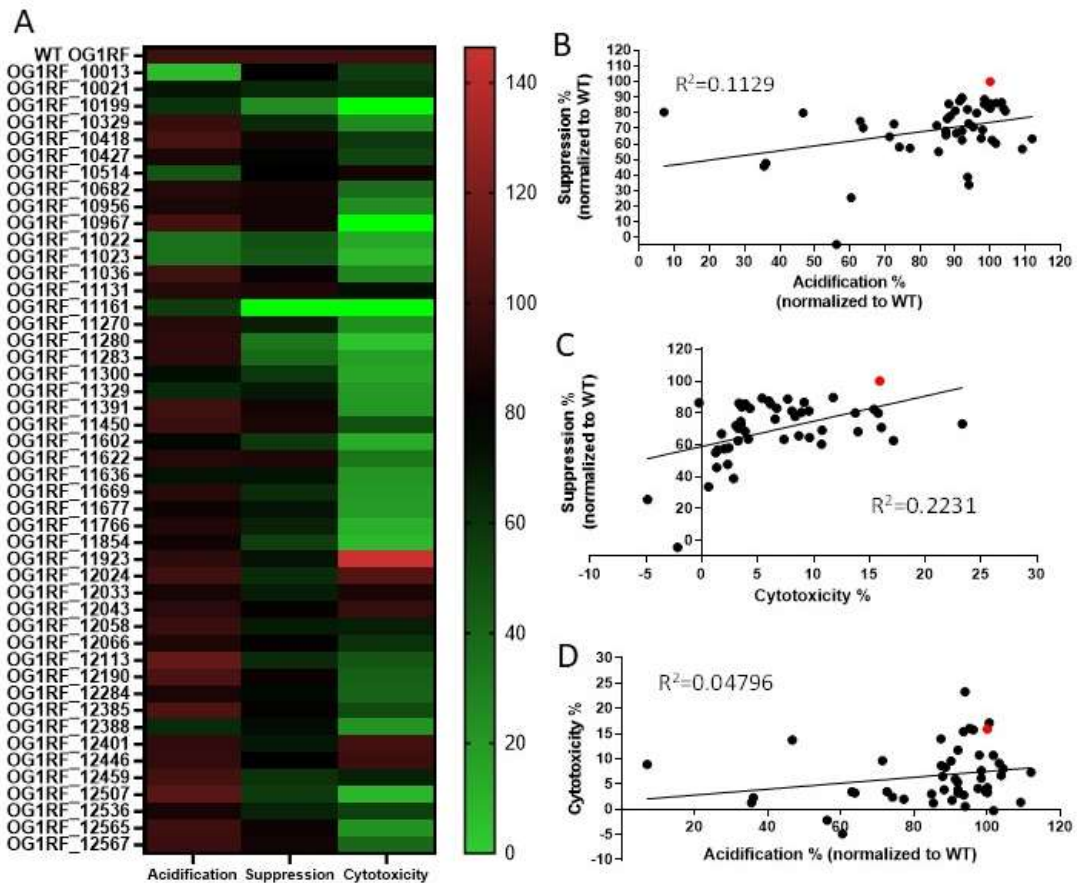 A
WT OG1RF
OG1RF_10013
OG1RF_10021
OG1RF_10199
OG1RF_10329
OG1RF_10418
OG1RF_10427
OG1RF_10514
OG1RF_10682
OG1RF_10956
OG1RF_10967
OG1RF_11022
OG1RF_11023
OG1RF_11036
OG1RF_11131
OG1RF_11161
OG1RF_11270
OG1RF_11280
OG1RF_11283
OG1RF_11300
OG1RF_11329
OG1RF_11391
OG1RF_11450
OG1RF_11602
OG1RF_11622
OG1RF_11636
OG1RF_11669
OG1RF_11677
OG1RF_11766
OG1RF_11854
OG1RF_11923
OG1RF_12024
OG1RF_12033
OG1RF_12043
OG1RF_12058
OG1RF_12066
OG1RF_12113
OG1RF_12190
OG1RF_12284
OG1RF_12385
OG1RF_12388
OG1RF_12401
OG1RF_12446
OG1RF_12459
OG1RF_12507
OG1RF_12536
OG1RF_12565
OG1RF_12567
Acidification Suppression Cytotoxicity
140
120
100
80
60
40
20
0
B
R²=0.1129
Suppression %
(normalized to WT)
120
110
100
90
80
70
60
50
40
30
20
10
0
0 10 20 30 40 50 60 70 80 90 100 110 120
Acidification %
(normalized to WT)
C
Suppression %
(normalized to WT)
120
100
80
60
40
20
0
R²=0.2231
-10 -5 0 5 10 15 20 25 30
Cytotoxicity %
D
R²=0.04796
Cytotoxicity %
30
25
20
15
10
5
0
-5
-10
20 40 60 80 100 120
Acidification % (normalized to WT)